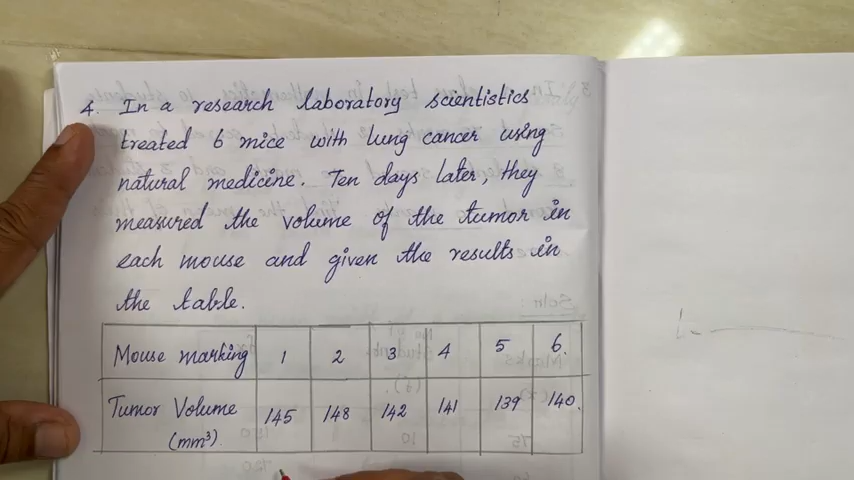 4. In a research laboratory scientistics
treated 6 mice with lung cancer using
natural medicine. Ten days later, they
measured the volume of the tumor in
each mouse and given the results in
the table.
Mouse marking 1 2 3 4 5 6.
Tumor Volume (mm³) 145 148 142 141 139 140.